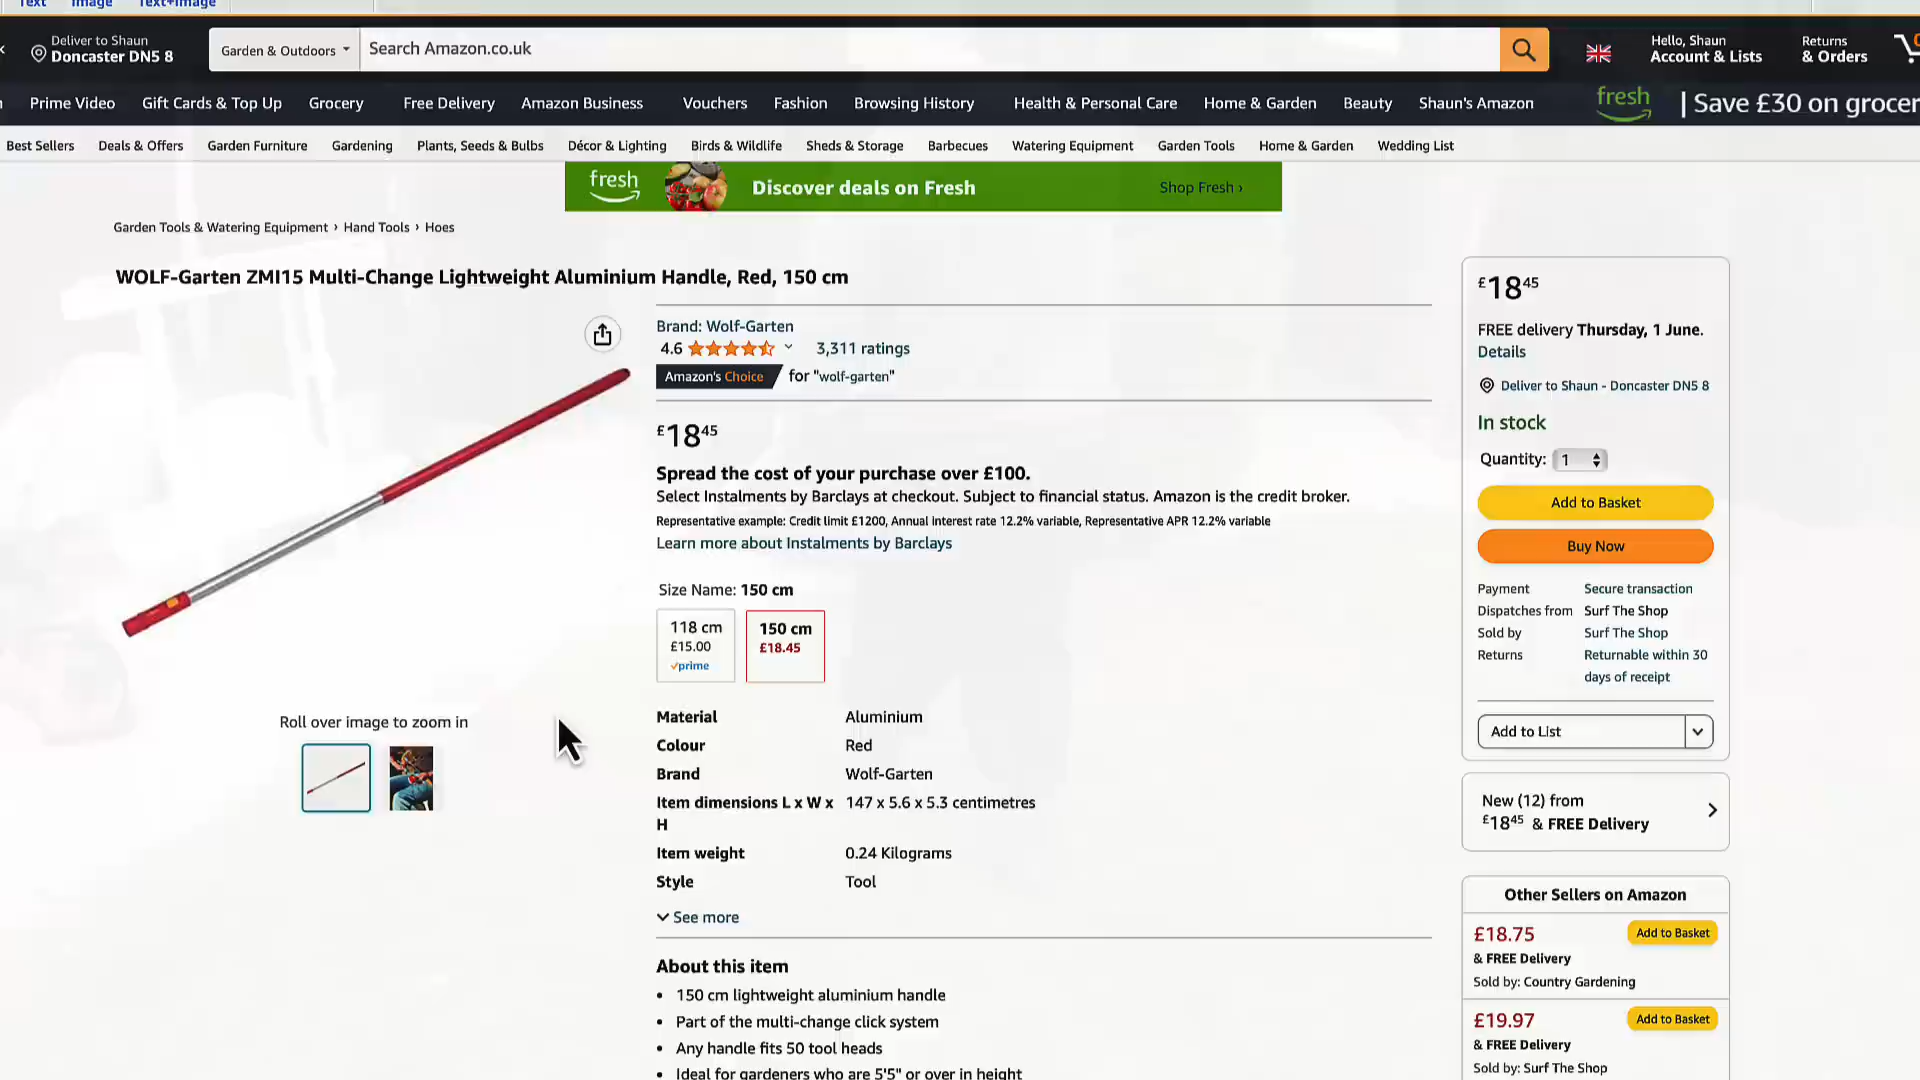 Text Image Text+Image
Deliver to Shaun
Doncaster DN5 8
Garden & Outdoors
Search Amazon.co.uk
Hello, Shaun
Account & Lists
Returns
& Orders
Prime Video Gift Cards & Top Up Grocery Free Delivery Amazon Business Vouchers Fashion Browsing History Health & Personal Care Home & Garden Beauty Shaun's Amazon
fresh | Save £30 on grocer
Best Sellers Deals & Offers Garden Furniture Gardening Plants, Seeds & Bulbs Décor & Lighting Birds & Wildlife Sheds & Storage Barbecues Watering Equipment Garden Tools Home & Garden Wedding List
fresh Discover deals on Fresh Shop Fresh ›
Garden Tools & Watering Equipment › Hand Tools › Hoes
WOLF-Garten ZMI15 Multi-Change Lightweight Aluminium Handle, Red, 150 cm
Roll over image to zoom in
Brand: Wolf-Garten
4.6 3,311 ratings
Amazon's Choice for "wolf-garten"
£18 45
Spread the cost of your purchase over £100.
Select Instalments by Barclays at checkout. Subject to financial status. Amazon is the credit broker.
Representative example: Credit limit £1200, Annual interest rate 12.2% variable, Representative APR 12.2% variable
Learn more about Instalments by Barclays
Size Name: 150 cm
118 cm
£15.00
prime
150 cm
£18.45
Material Aluminium
Colour Red
Brand Wolf-Garten
Item dimensions L x W x 147 x 5.6 x 5.3 centimetres
H
Item weight 0.24 Kilograms
Style Tool
See more
About this item
• 150 cm lightweight aluminium handle
• Part of the multi-change click system
• Any handle fits 50 tool heads
• Ideal for gardeners who are 5'5" or over in height
£18 45
FREE delivery Thursday, 1 June.
Details
Deliver to Shaun - Doncaster DN5 8
In stock
Quantity: 1
Add to Basket
Buy Now
Payment Secure transaction
Dispatches from Surf The Shop
Sold by Surf The Shop
Returns Returnable within 30
days of receipt
Add to List
New (12) from
£18 45 & FREE Delivery
Other Sellers on Amazon
£18.75 Add to Basket
& FREE Delivery
Sold by: Country Gardening
£19.97 Add to Basket
& FREE Delivery
Sold by: Surf The Shop